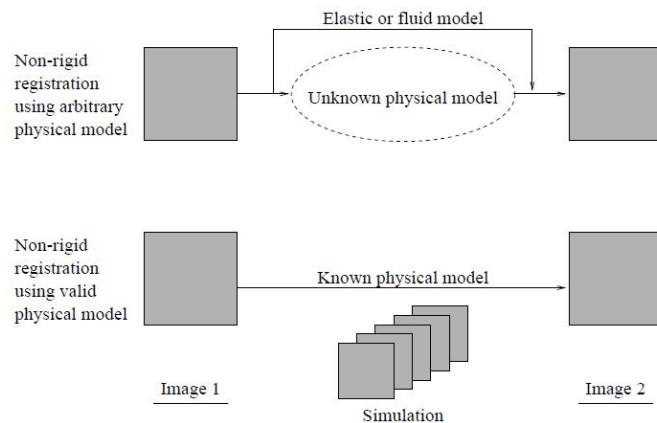 Elastic or fluid model
Non-rigid
registration
using arbitrary
physical model
Unknown physical model
Non-rigid
registration
using valid
physical model
Known physical model
Image 1
Simulation
Image 2